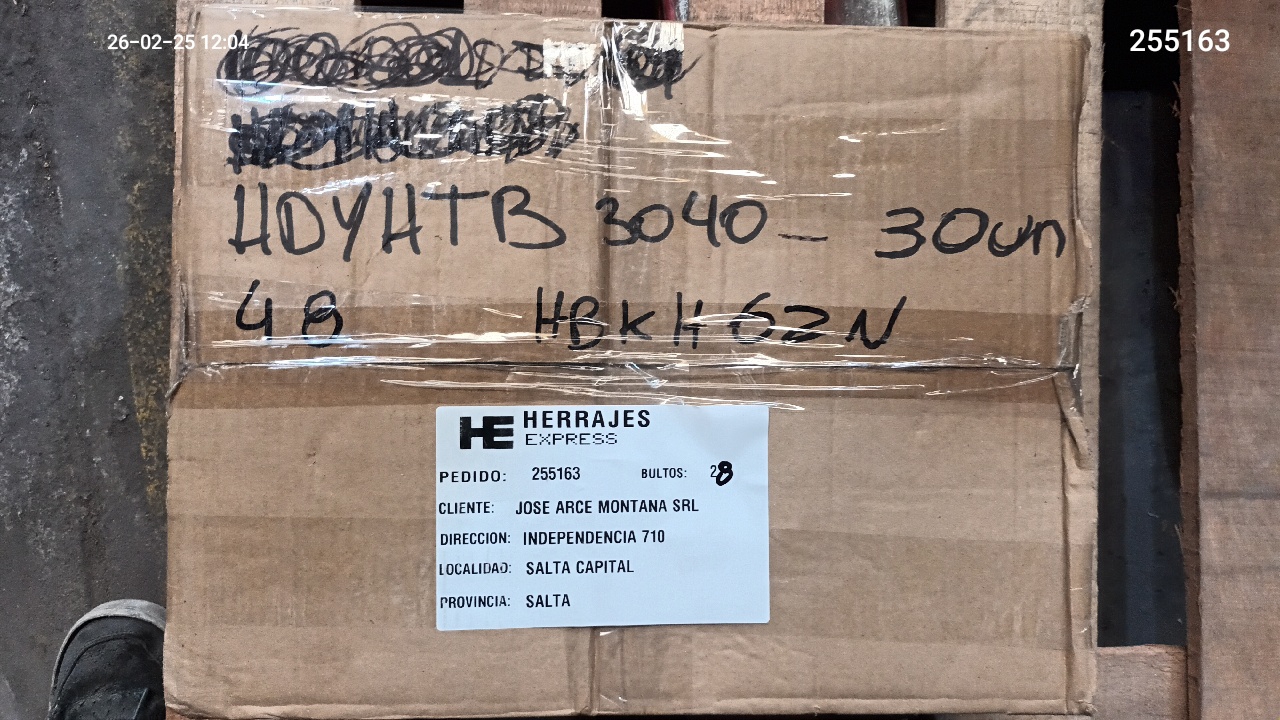 26-02-25 12:04
255163
HDYHTB 3040 - 30un
48 HBKH62N
HE HERRAJES
EXPRESS
PEDIDO: 255163 BULTOS: 28
CLIENTE: JOSE ARCE MONTANA SRL
DIRECCION: INDEPENDENCIA 710
LOCALIDAD: SALTA CAPITAL
PROVINCIA: SALTA